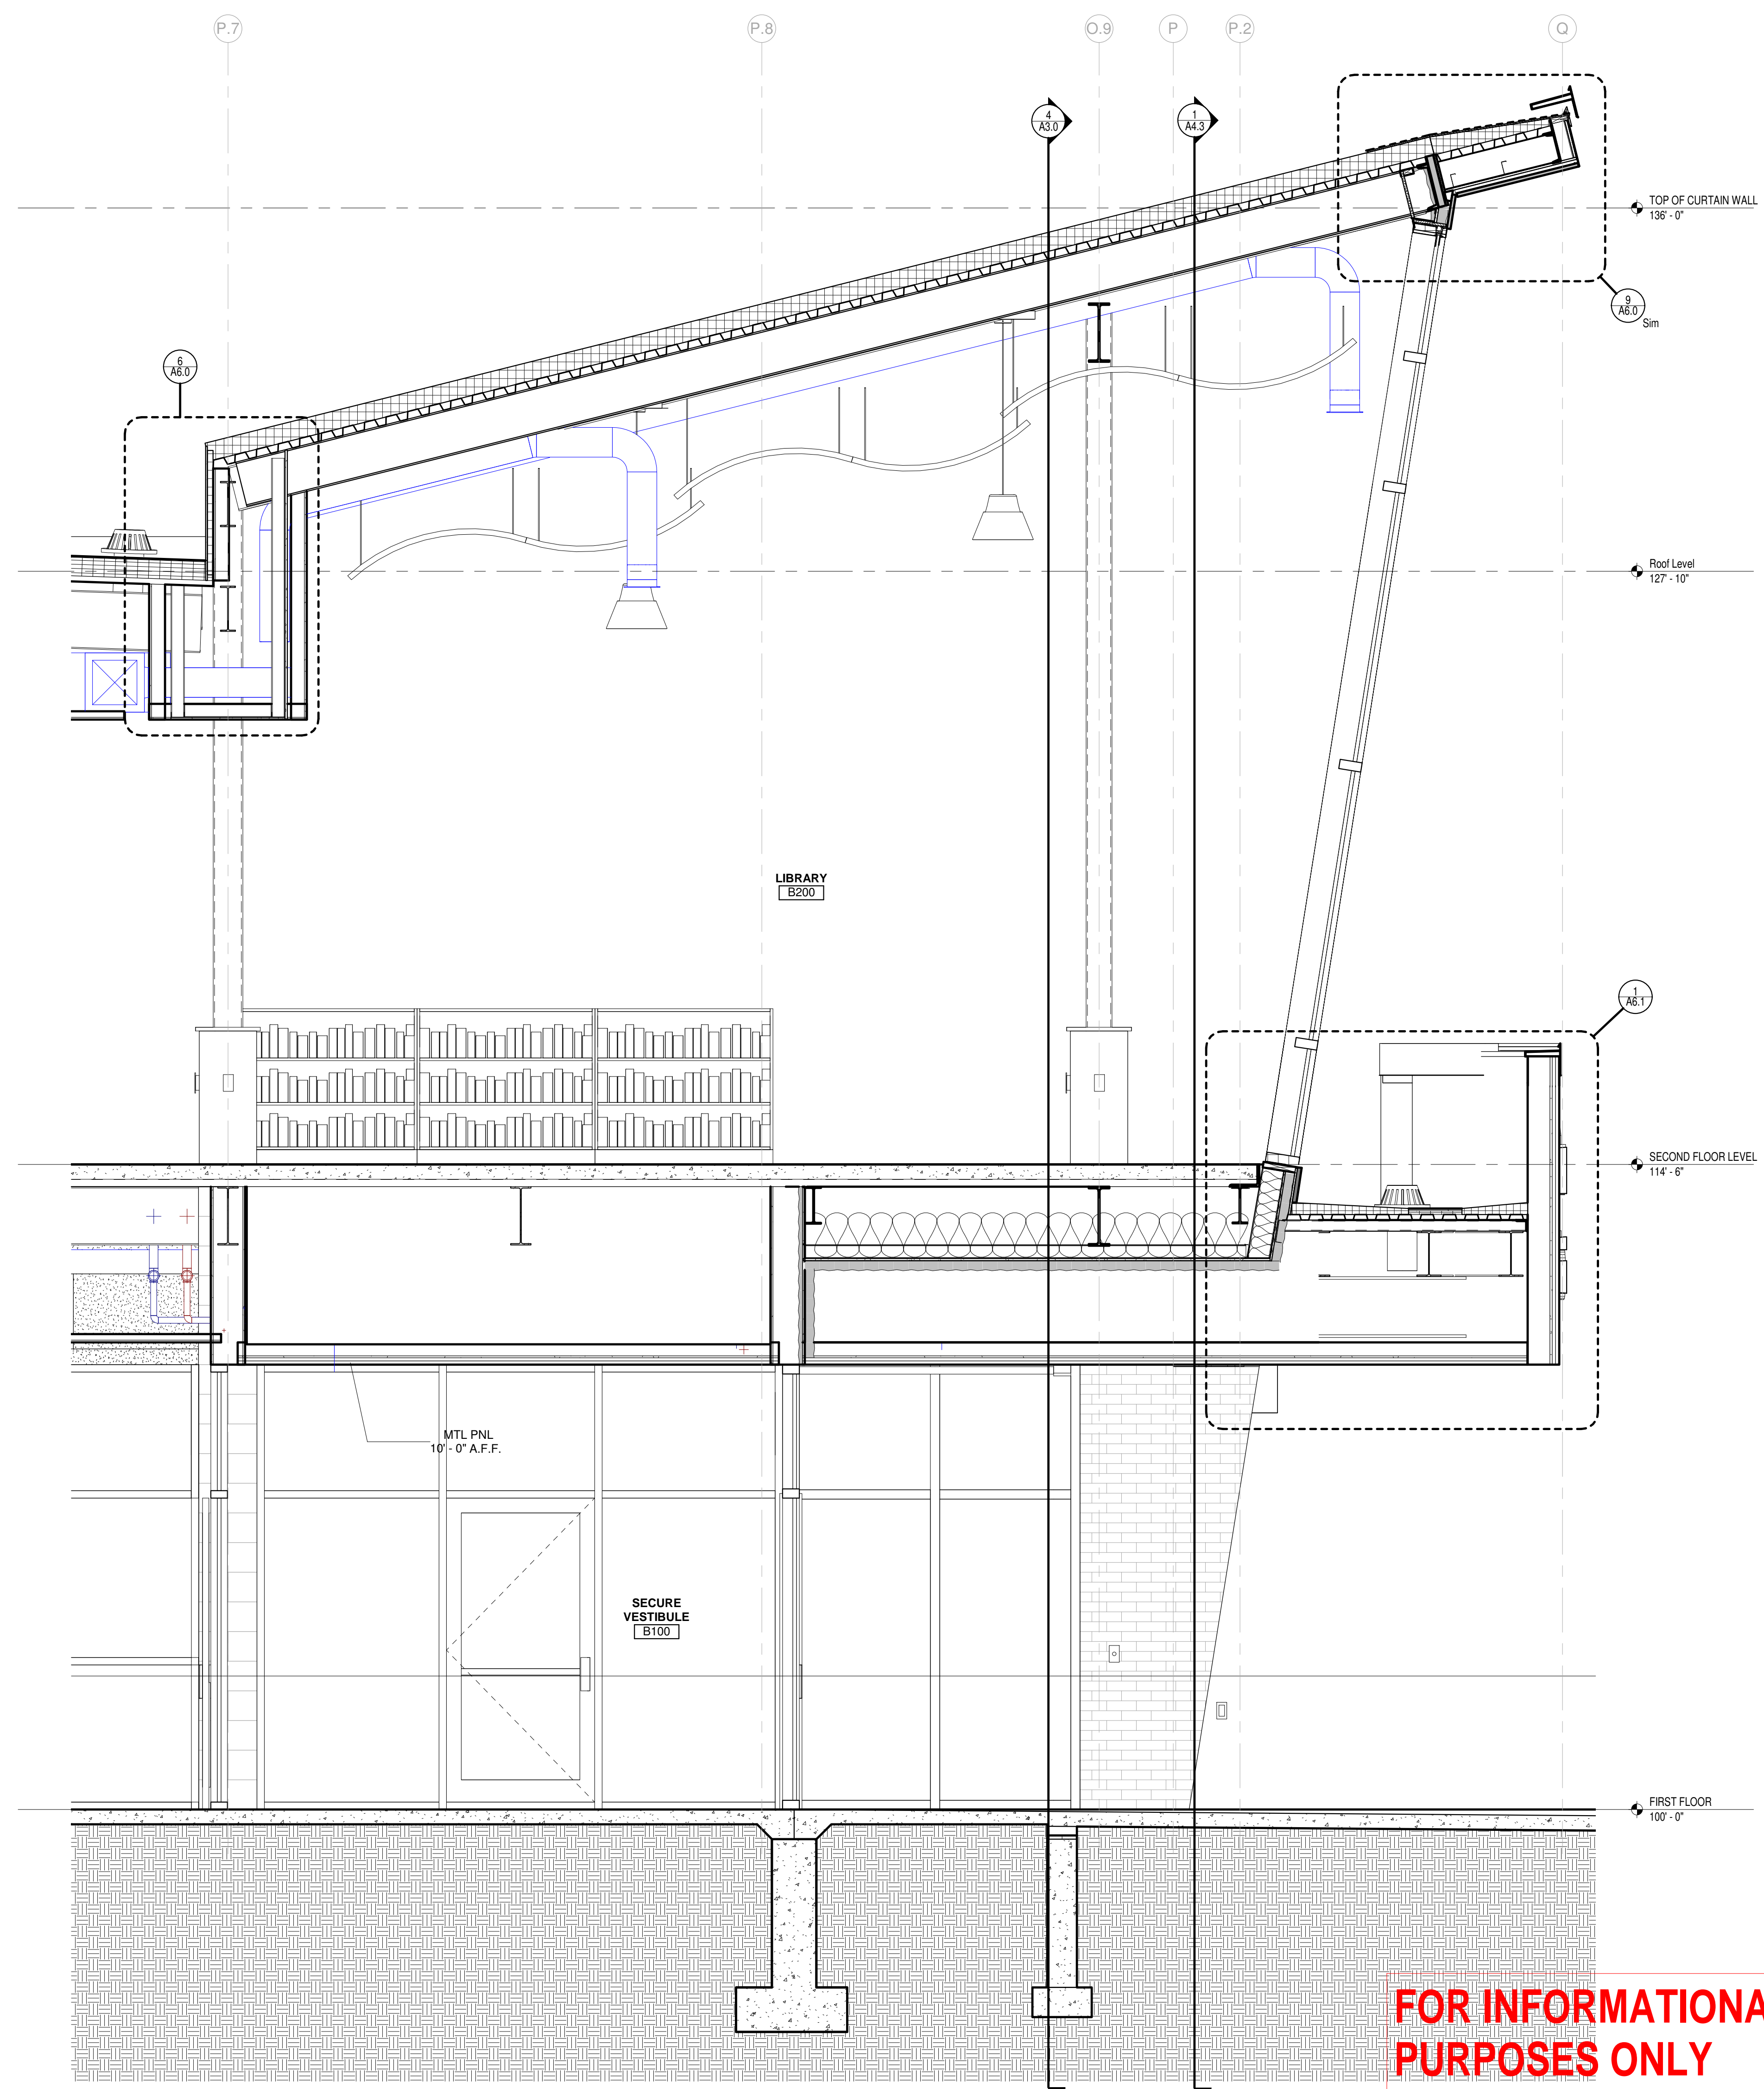 P.7
P.8
O.9
P
P.2
Q
4
A3.0
1
A4.3
TOP OF CURTAIN WALL
136' - 0"
9
A6.0
Sim
6
A6.0
Roof Level
127' - 10"
LIBRARY
B200
1
A6.1
SECOND FLOOR LEVEL
114' - 6"
MTL PNL
10' - 0" A.F.F.
SECURE
VESTIBULE
B100
FIRST FLOOR
100' - 0"
FOR INFORMATIONA
PURPOSES ONLY